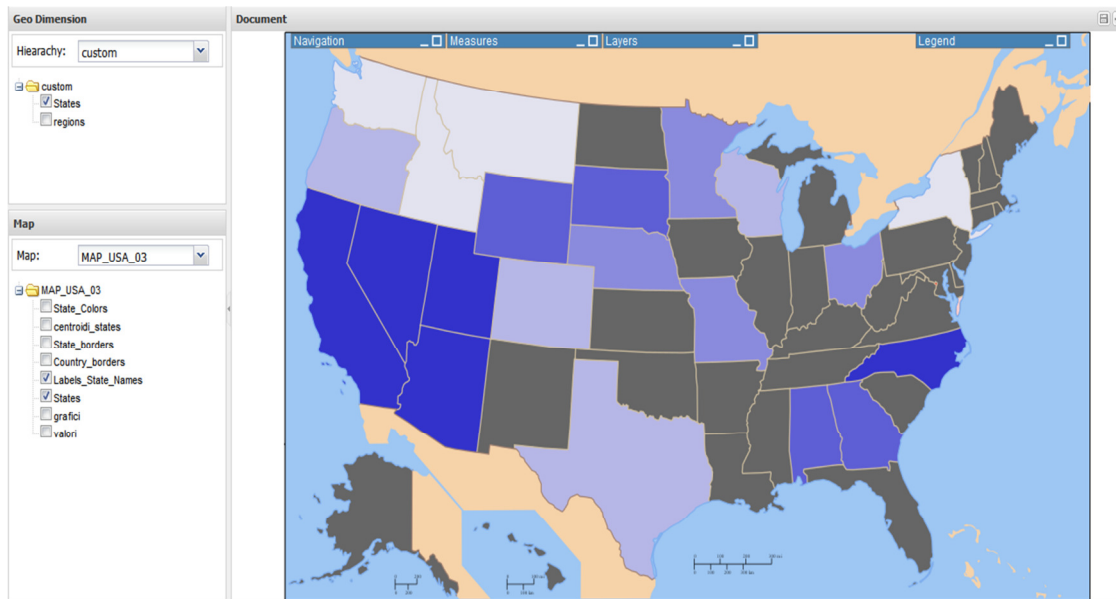 Geo Dimension
Hiearachy:
custom
custom
States
regions
Map
Map:
MAP_USA_03
MAP_USA_03
State_Colors
centroidi_states
State_borders
Country_borders
Labels_State_Names
States
grafici
valori
Document
Navigation
Measures
Layers
Legend